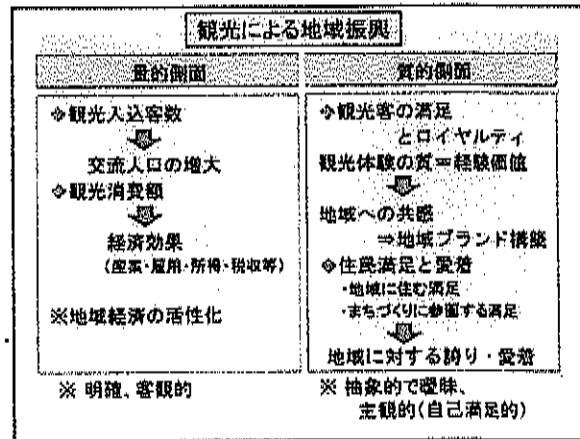 観光による地域振興
量的側面
❖観光入込客数
交流人口の増大
❖観光消費額
経済効果
(産業・雇用・所得・税収等)
※地域経済の活性化
※ 明確、客観的
質的側面
❖観光客の満足
とロイヤルティ
観光体験の質＝経験価値
地域への共感
⇒地域ブランド構築
❖住民満足と愛着
・地域に住む満足
・まちづくりに参画する満足
地域に対する誇り・愛着
※ 抽象的で曖昧、
主観的(自己満足的)